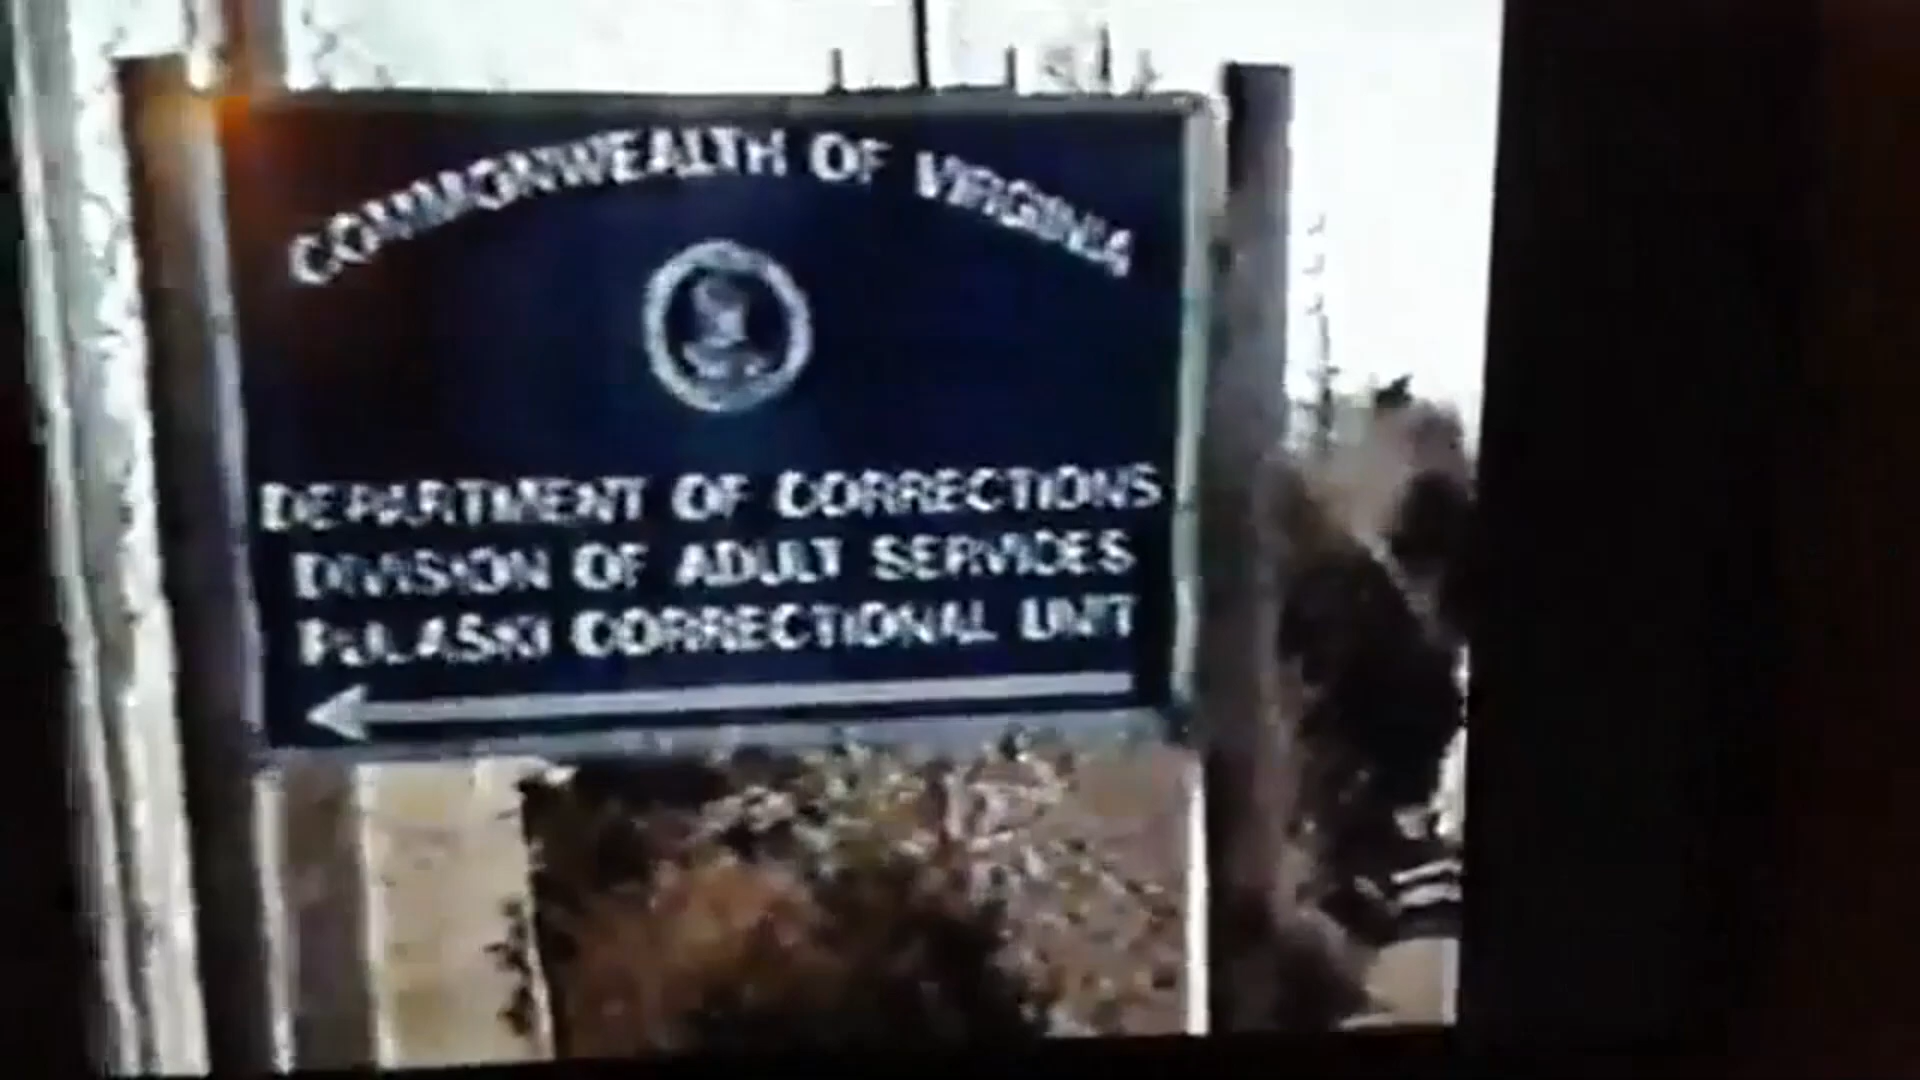 COMMONWEALTH OF VIRGINIA
DEPARTMENT OF CORRECTIONS
DIVISION OF ADULT SERVICES
PULASKI CORRECTIONAL UNIT